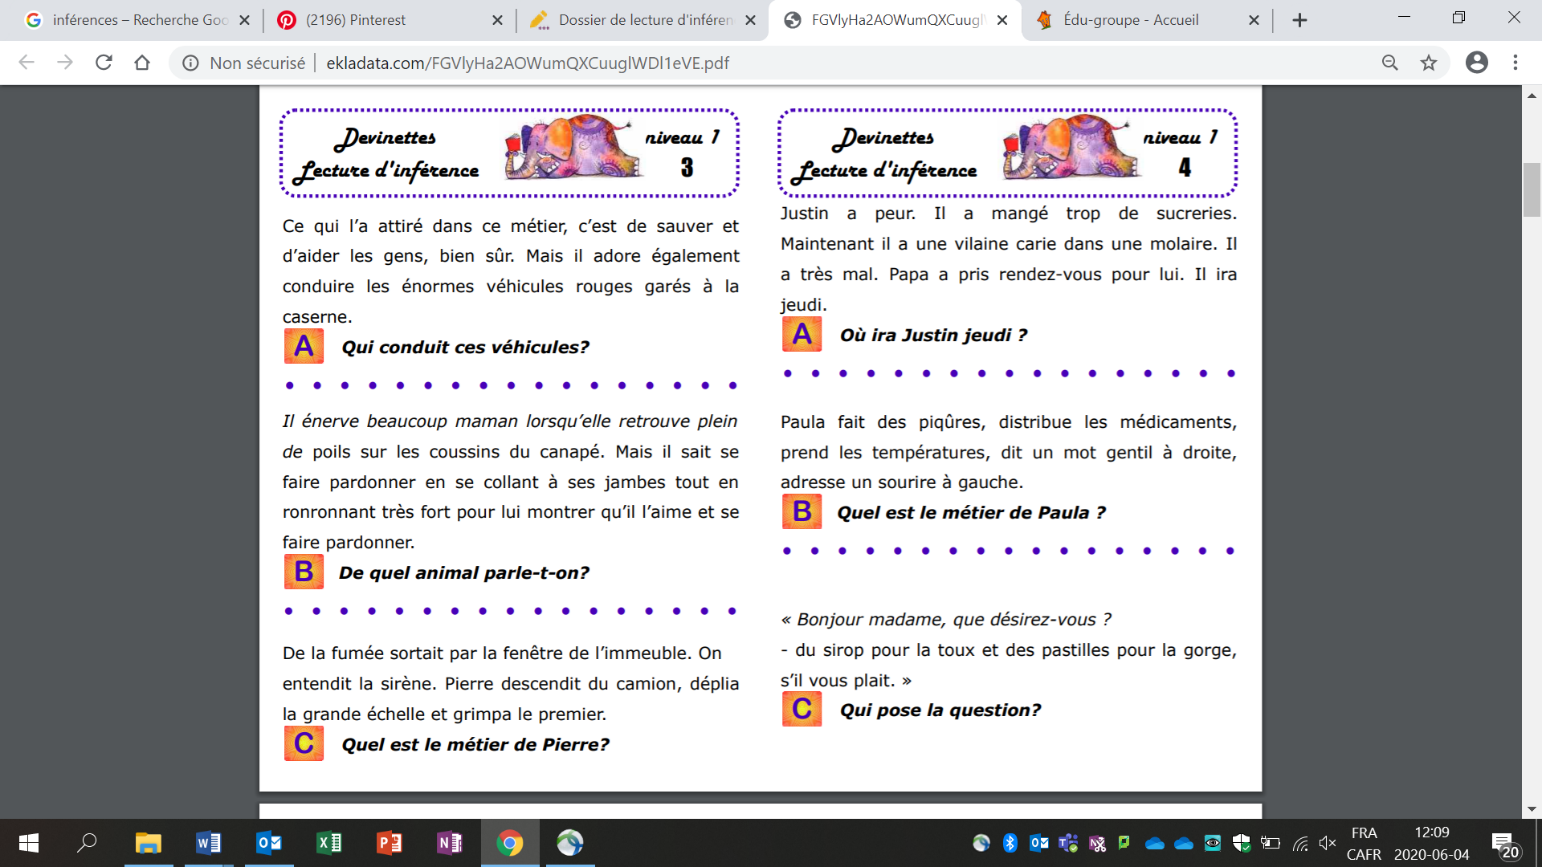 inférences – Recherche Goo
(2196) Pinterest
Dossier de lecture d'inféren
FGVlyHa2AOWumQXCuugl
Édu-groupe - Accueil
Non sécurisé | ekladata.com/FGVlyHa2AOWumQXCuuglWDl1eVE.pdf
Devinettes
Lecture d'inférence
niveau 1
3
Ce qui l’a attiré dans ce métier, c’est de sauver et
d’aider les gens, bien sûr. Mais il adore également
conduire les énormes véhicules rouges garés à la
caserne.
A Qui conduit ces véhicules?
Il énerve beaucoup maman lorsqu’elle retrouve plein
de poils sur les coussins du canapé. Mais il sait se
faire pardonner en se collant à ses jambes tout en
ronronnant très fort pour lui montrer qu’il l’aime et se
faire pardonner.
B De quel animal parle-t-on?
De la fumée sortait par la fenêtre de l’immeuble. On
entendit la sirène. Pierre descendit du camion, déplia
la grande échelle et grimpa le premier.
C Quel est le métier de Pierre?
Devinettes
Lecture d'inférence
niveau 1
4
Justin a peur. Il a mangé trop de sucreries.
Maintenant il a une vilaine carie dans une molaire. Il
a très mal. Papa a pris rendez-vous pour lui. Il ira
jeudi.
A Où ira Justin jeudi ?
Paula fait des piqûres, distribue les médicaments,
prend les températures, dit un mot gentil à droite,
adresse un sourire à gauche.
B Quel est le métier de Paula ?
« Bonjour madame, que désirez-vous ?
- du sirop pour la toux et des pastilles pour la gorge,
s’il vous plait. »
C Qui pose la question?
FRA
CAFR
12:09
2020-06-04
20